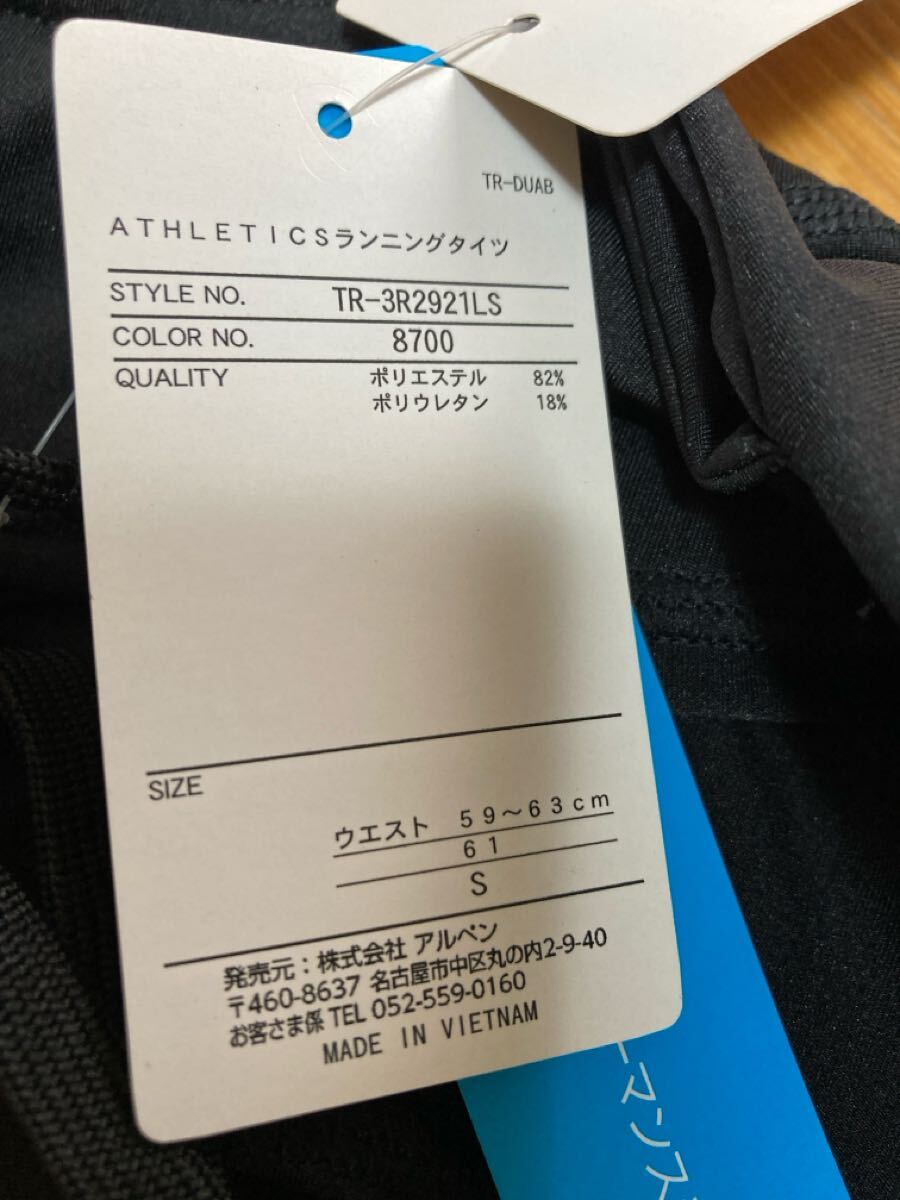 TR-DUAB
ATHLETICSランニングタイツ
STYLE NO. TR-3R2921LS
COLOR NO. 8700
QUALITY ポリエステル 82%
ポリウレタン 18%
SIZE
ウエスト 59～63cm
61
S
発売元：株式会社 アルペン
〒460-8637 名古屋市中区丸の内2-9-40
お客さま係 TEL 052-559-0160
MADE IN VIETNAM
ーマンス